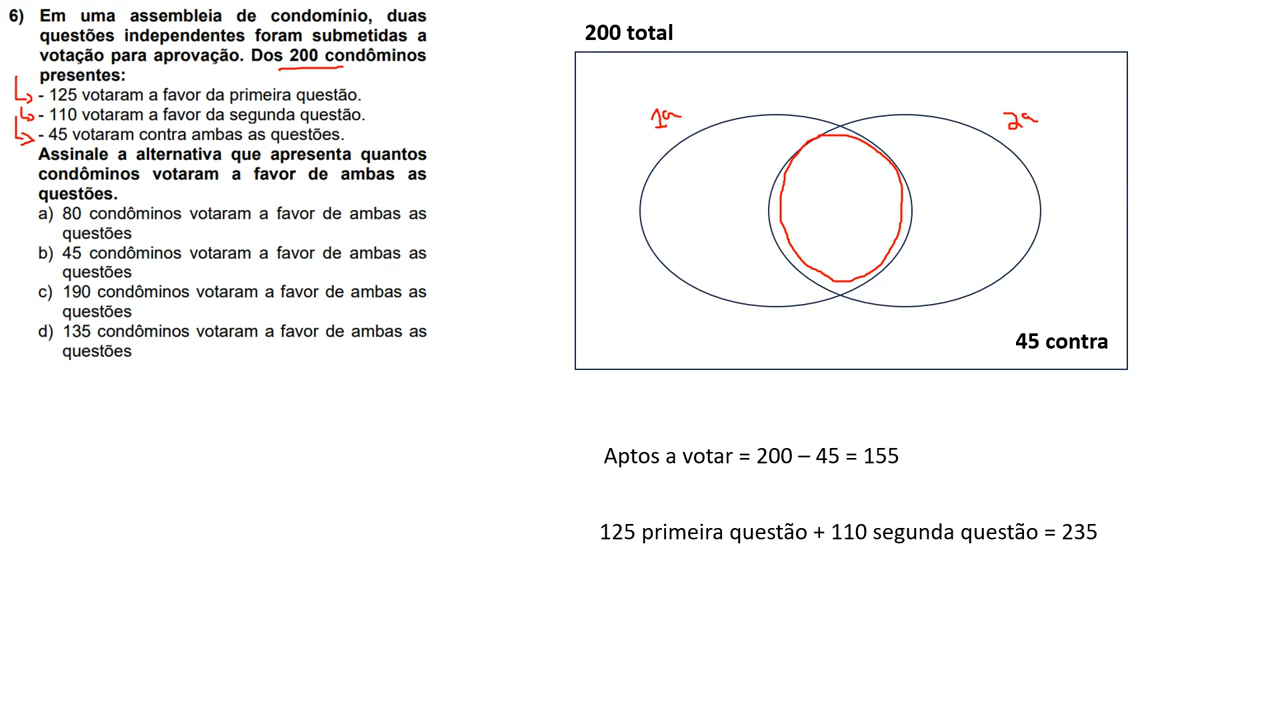 6) Em uma assembleia de condomínio, duas
questões independentes foram submetidas a
votação para aprovação. Dos 200 condôminos
presentes:
- 125 votaram a favor da primeira questão.
- 110 votaram a favor da segunda questão.
- 45 votaram contra ambas as questões.
Assinale a alternativa que apresenta quantos
condôminos votaram a favor de ambas as
questões.
a) 80 condôminos votaram a favor de ambas as
questões
b) 45 condôminos votaram a favor de ambas as
questões
c) 190 condôminos votaram a favor de ambas as
questões
d) 135 condôminos votaram a favor de ambas as
questões
200 total
1ª
2ª
45 contra
Aptos a votar = 200 – 45 = 155
125 primeira questão + 110 segunda questão = 235